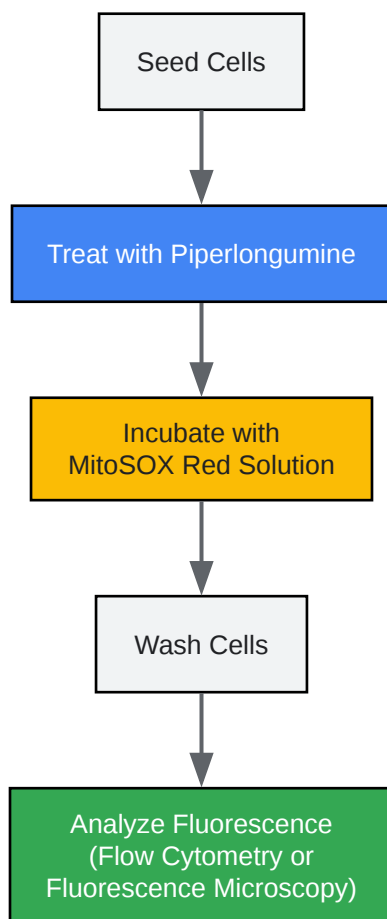 Seed Cells
Treat with Piperlongumine
Incubate with
MitoSOX Red Solution
Wash Cells
Analyze Fluorescence
(Flow Cytometry or
Fluorescence Microscopy)